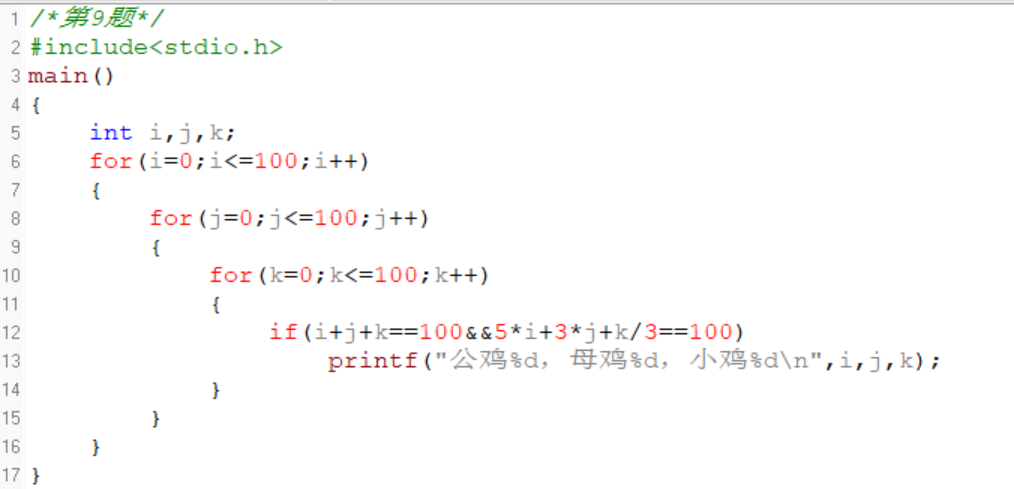 1 /*第9题*/
2 #include<stdio.h>
3 main()
4 {
5 int i,j,k;
6 for(i=0;i<=100;i++)
7 {
8 for(j=0;j<=100;j++)
9 {
10 for(k=0;k<=100;k++)
11 {
12 if(i+j+k==100&&5*i+3*j+k/3==100)
13 printf("公鸡%d, 母鸡%d, 小鸡%d\n",i,j,k);
14 }
15 }
16 }
17 }